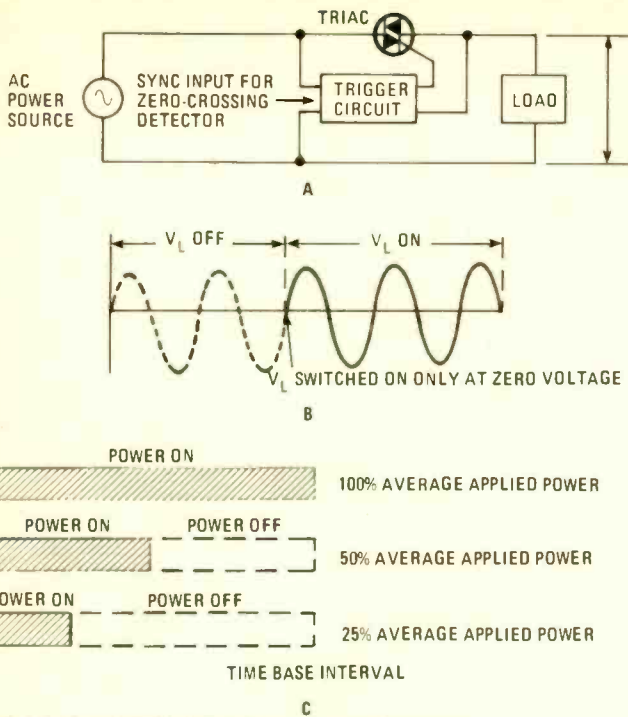 TRIAC
AC
POWER
SOURCE
SYNC INPUT FOR
ZERO-CROSSING
DETECTOR
TRIGGER
CIRCUIT
LOAD
A
V_L OFF
V_L ON
V_L SWITCHED ON ONLY AT ZERO VOLTAGE
B
POWER ON
100% AVERAGE APPLIED POWER
POWER ON POWER OFF
50% AVERAGE APPLIED POWER
POWER ON POWER OFF
25% AVERAGE APPLIED POWER
TIME BASE INTERVAL
C